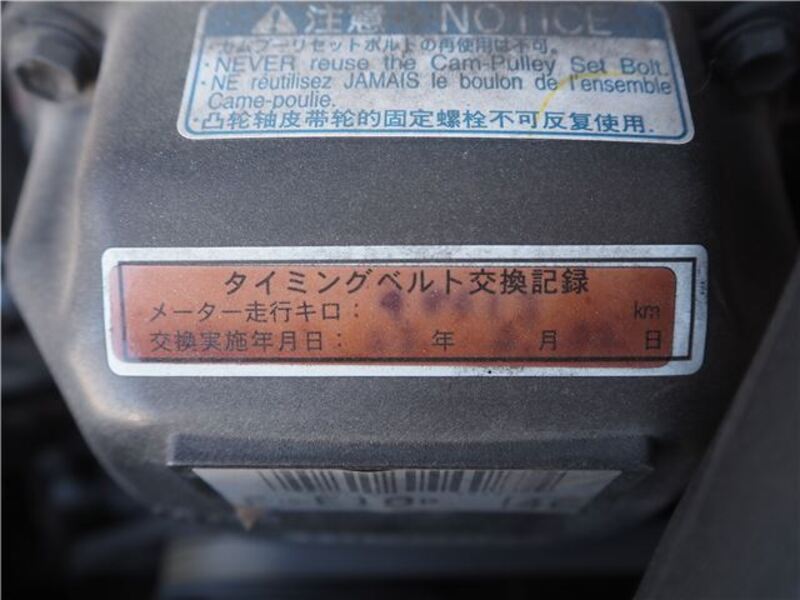 注意 NOTICE
・カムプーリセットボルトの再使用は不可。
・NEVER reuse the Cam-Pulley Set Bolt.
・NE réutilisez JAMAIS le boulon de l'ensemble
Came-poulie.
・凸轮轴皮带轮的固定螺栓不可反复使用.
タイミングベルト交換記録
メーター走行キロ： km
交換実施年月日： 年 月 日